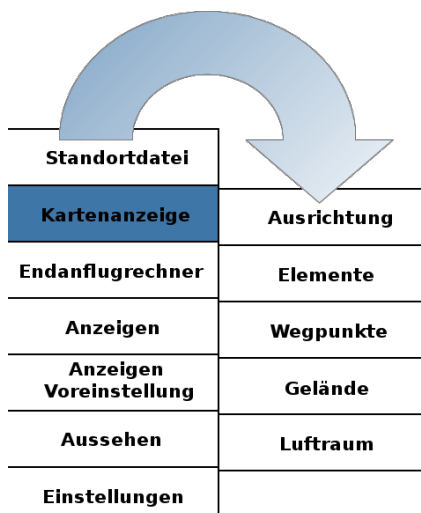 Standortdatei
Kartenanzeige
Endanflugrechner
Anzeigen
Anzeigen
Voreinstellung
Aussehen
Einstellungen
Ausrichtung
Elemente
Wegpunkte
Gelände
Luftraum